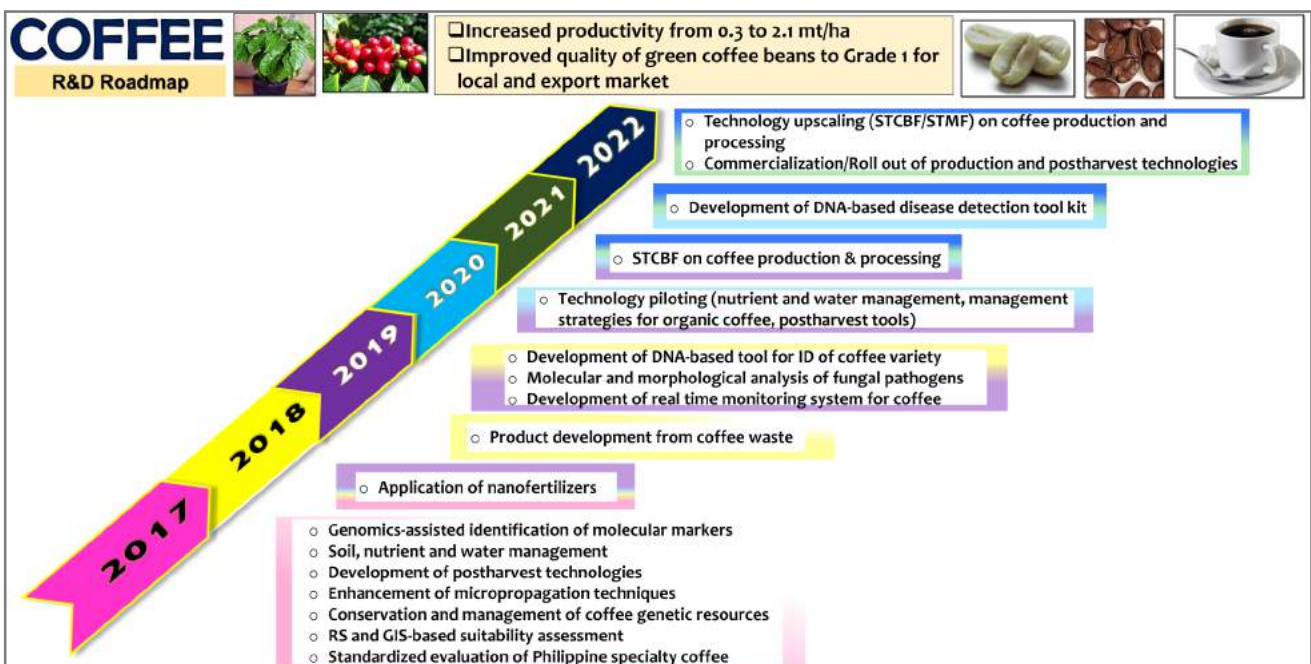 COFFEE
R&D Roadmap
❑Increased productivity from 0.3 to 2.1 mt/ha
❑Improved quality of green coffee beans to Grade 1 for
local and export market
2022
2021
2020
2019
2018
2017
○ Technology upscaling (STCBF/STMF) on coffee production and
processing
○ Commercialization/Roll out of production and postharvest technologies
○ Development of DNA-based disease detection tool kit
○ STCBF on coffee production & processing
○ Technology piloting (nutrient and water management, management
strategies for organic coffee, postharvest tools)
○ Development of DNA-based tool for ID of coffee variety
○ Molecular and morphological analysis of fungal pathogens
○ Development of real time monitoring system for coffee
○ Product development from coffee waste
○ Application of nanofertilizers
○ Genomics-assisted identification of molecular markers
○ Soil, nutrient and water management
○ Development of postharvest technologies
○ Enhancement of micropropagation techniques
○ Conservation and management of coffee genetic resources
○ RS and GIS-based suitability assessment
○ Standardized evaluation of Philippine specialty coffee